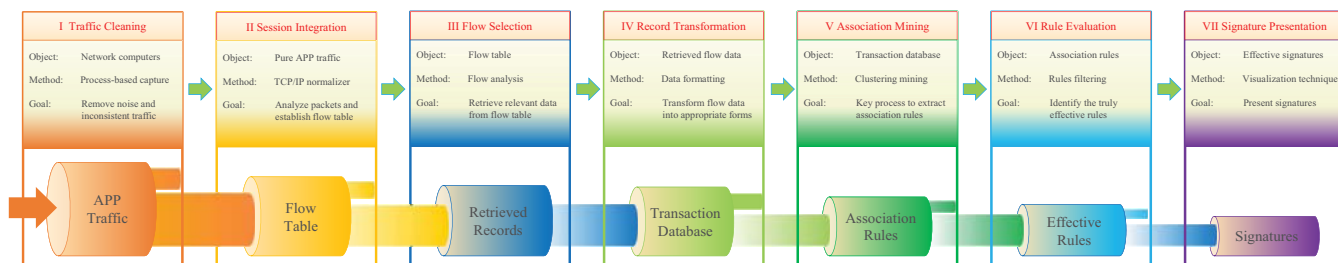 I Traffic Cleaning
Object: Network computers
Method: Process-based capture
Goal: Remove noise and
inconsistent traffic
APP
Traffic
II Session Integration
Object: Pure APP traffic
Method: TCP/IP normalizer
Goal: Analyze packets and
establish flow table
Flow
Table
III Flow Selection
Object: Flow table
Method: Flow analysis
Goal: Retrieve relevant data
from flow table
Retrieved
Records
IV Record Transformation
Object: Retrieved flow data
Method: Data formatting
Goal: Transform flow data
into appropriate forms
Transaction
Database
V Association Mining
Object: Transaction database
Method: Clustering mining
Goal: Key process to extract
association rules
Association
Rules
VI Rule Evaluation
Object: Association rules
Method: Rules filtering
Goal: Identify the truly
effective rules
Effective
Rules
VII Signature Presentation
Object: Effective signatures
Method: Visualization technique
Goal: Present signatures
Signatures